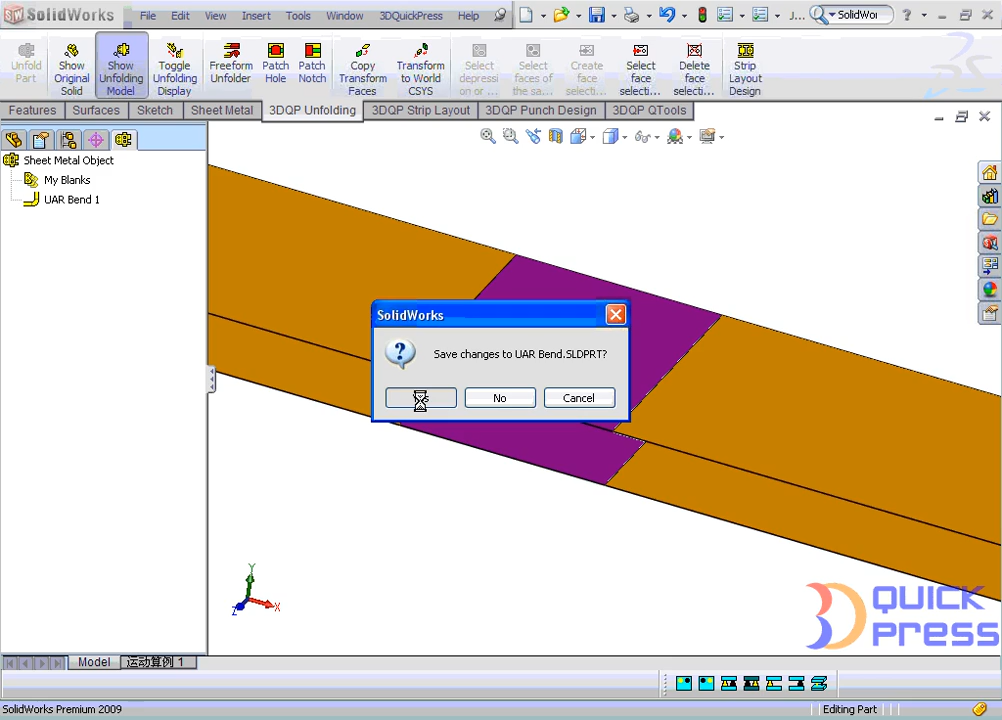 SolidWorks File Edit View Insert Tools Window 3DQuickPress Help J... SolidWor ?
Unfold Part
Show Original Solid
Show Unfolding Model
Toggle Unfolding Display
Freeform Unfolder
Patch Hole
Patch Notch
Copy Transform Faces
Transform to World CSYS
Select depressi on or ...
Select faces of the sa...
Create face selecti...
Select face selecti...
Delete face selecti...
Strip Layout Design
Features Surfaces Sketch Sheet Metal 3DQP Unfolding 3DQP Strip Layout 3DQP Punch Design 3DQP QTools
Sheet Metal Object
My Blanks
UAR Bend 1
SolidWorks
Save changes to UAR Bend.SLDPRT?
No Cancel
Y
Z X
3D QUICK PRESS
Model 运动算例 1
SolidWorks Premium 2009 Editing Part